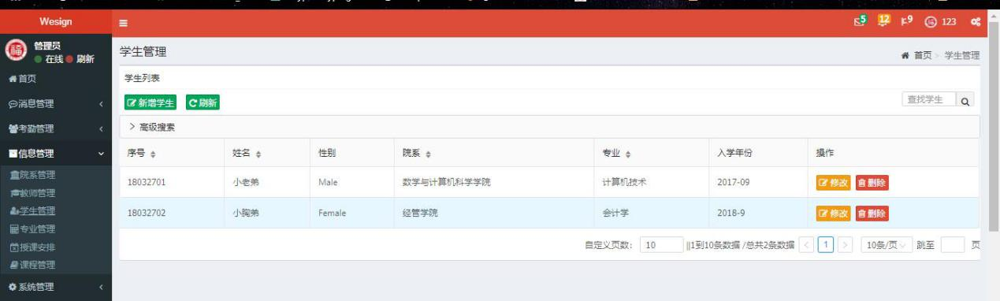 Wesign
5 12 9 123
管理员
在线 刷新
学生管理
首页 > 学生管理
首页
消息管理
考勤管理
信息管理
院系管理
教师管理
学生管理
专业管理
授课安排
课程管理
系统管理
学生列表
新增学生 刷新 查找学生
> 高级搜索
序号 姓名 性别 院系 专业 入学年份 操作
18032701 小老弟 Male 数学与计算机科学学院 计算机技术 2017-09 修改 删除
18032702 小胸弟 Female 经管学院 会计学 2018-9 修改 删除
自定义页数： 10 ||1到10条数据 /总共2条数据 < 1 > 10条/页 跳至 页